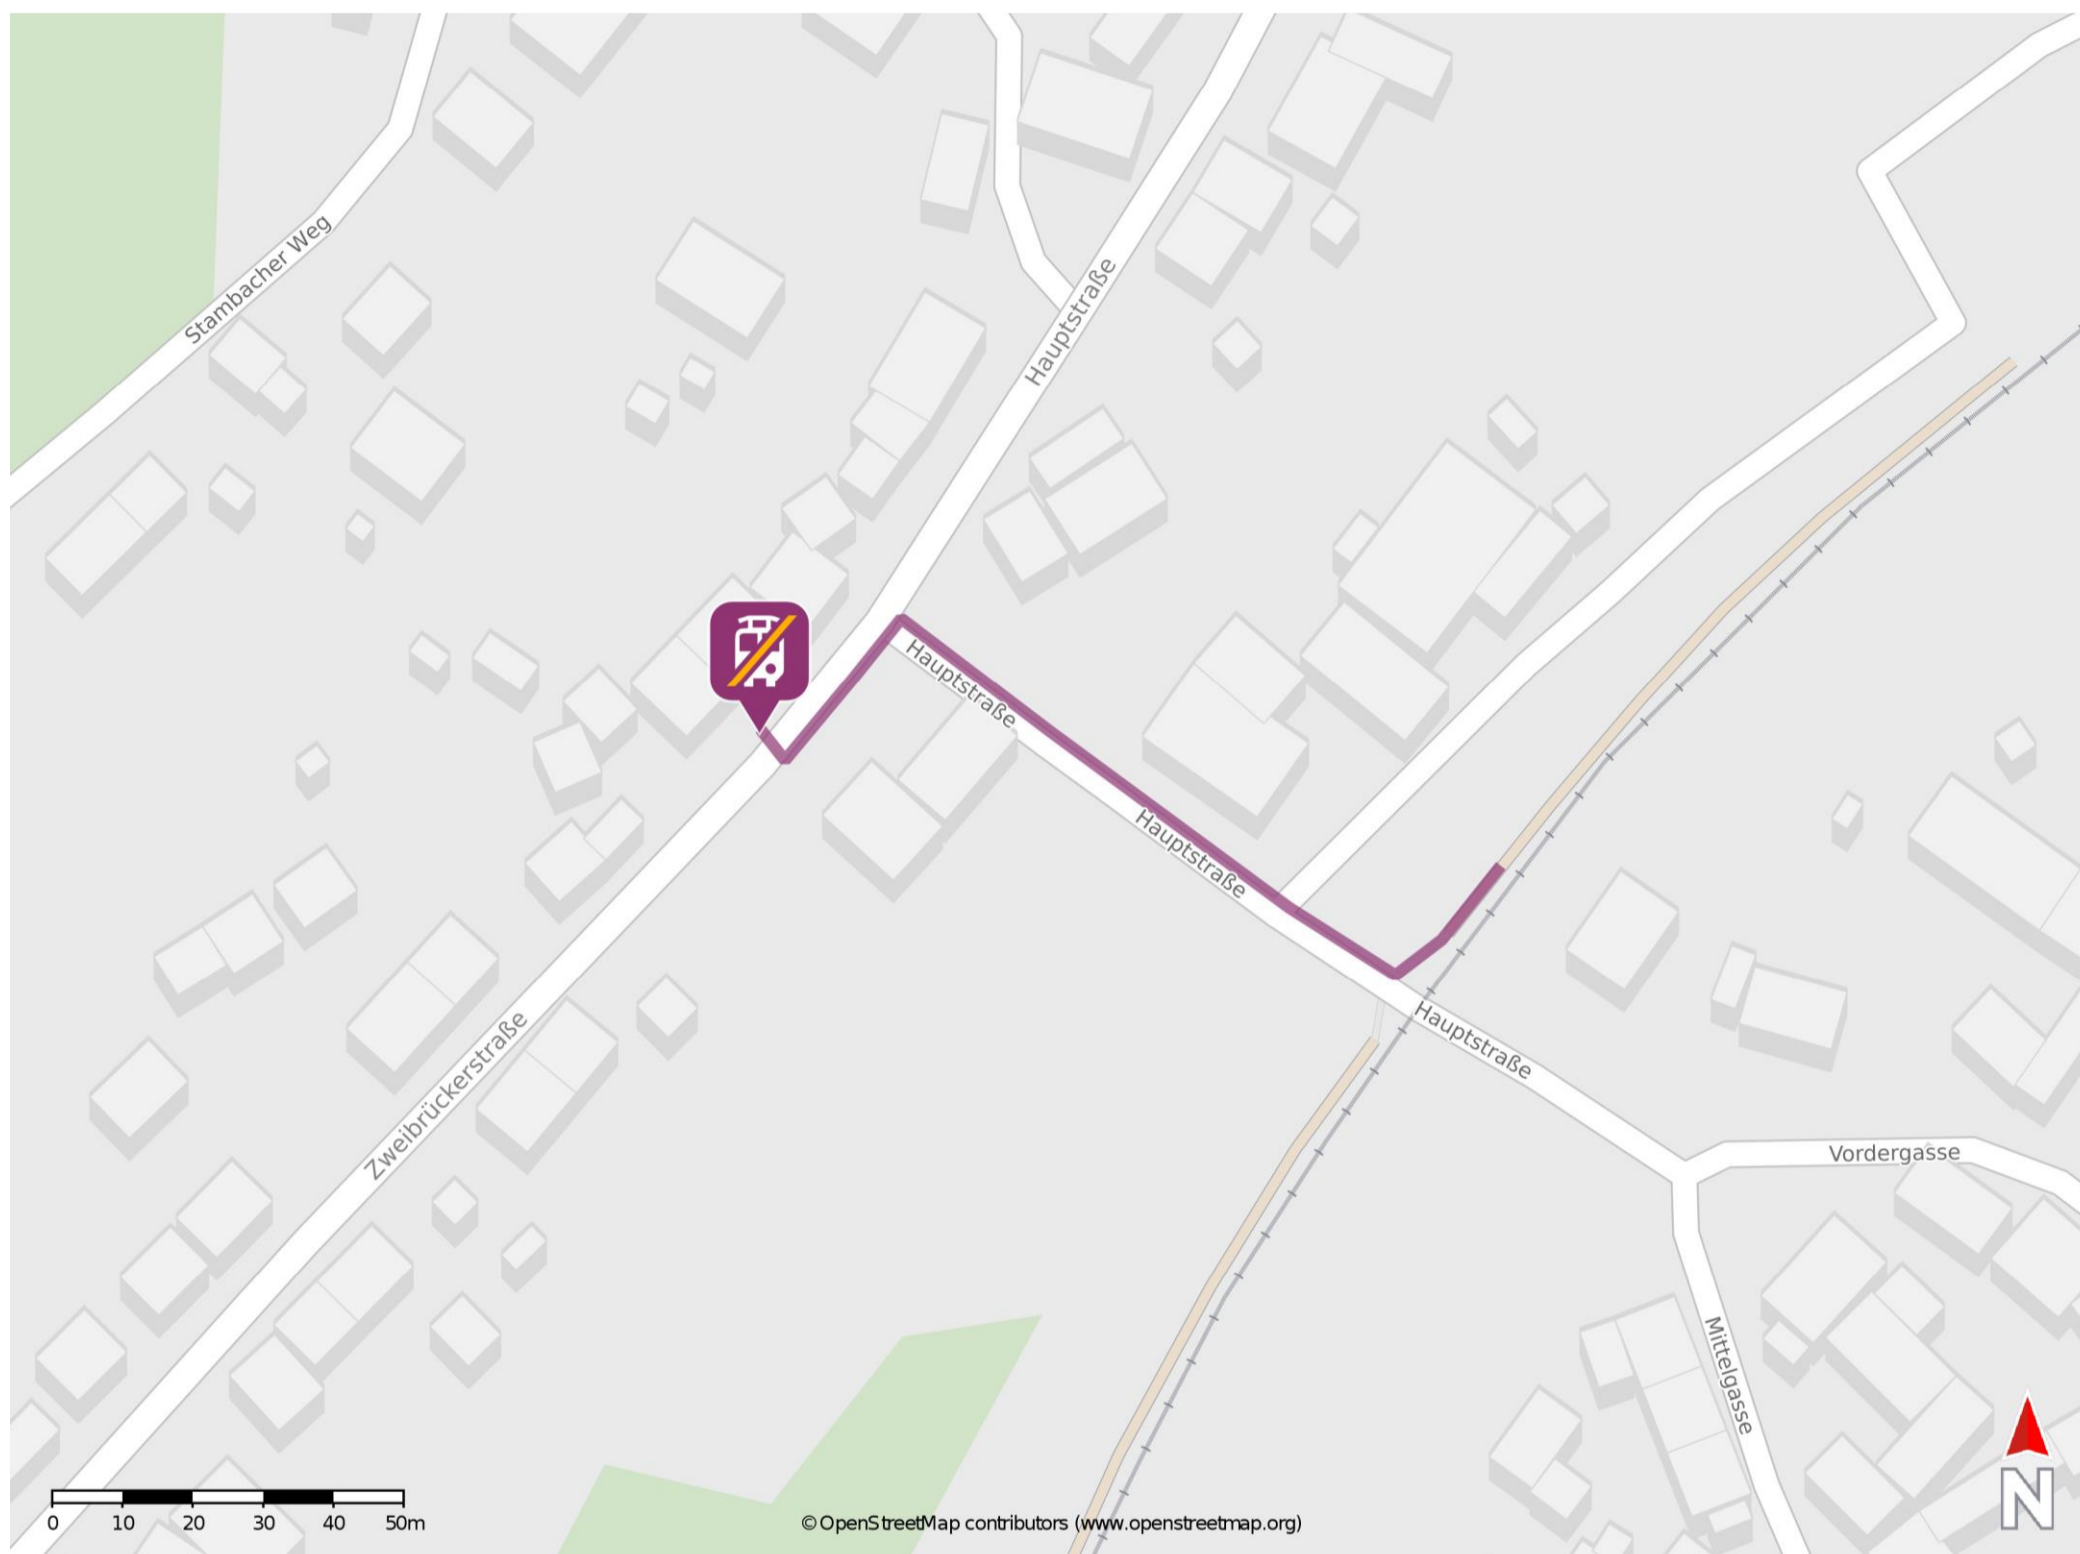 Stambacher Weg
Hauptstraße
Hauptstraße
Hauptstraße
Hauptstraße
Zweibrückerstraße
Vordergasse
Mittelgasse
N
0 10 20 30 40 50m
© OpenStreetMap contributors (www.openstreetmap.org)